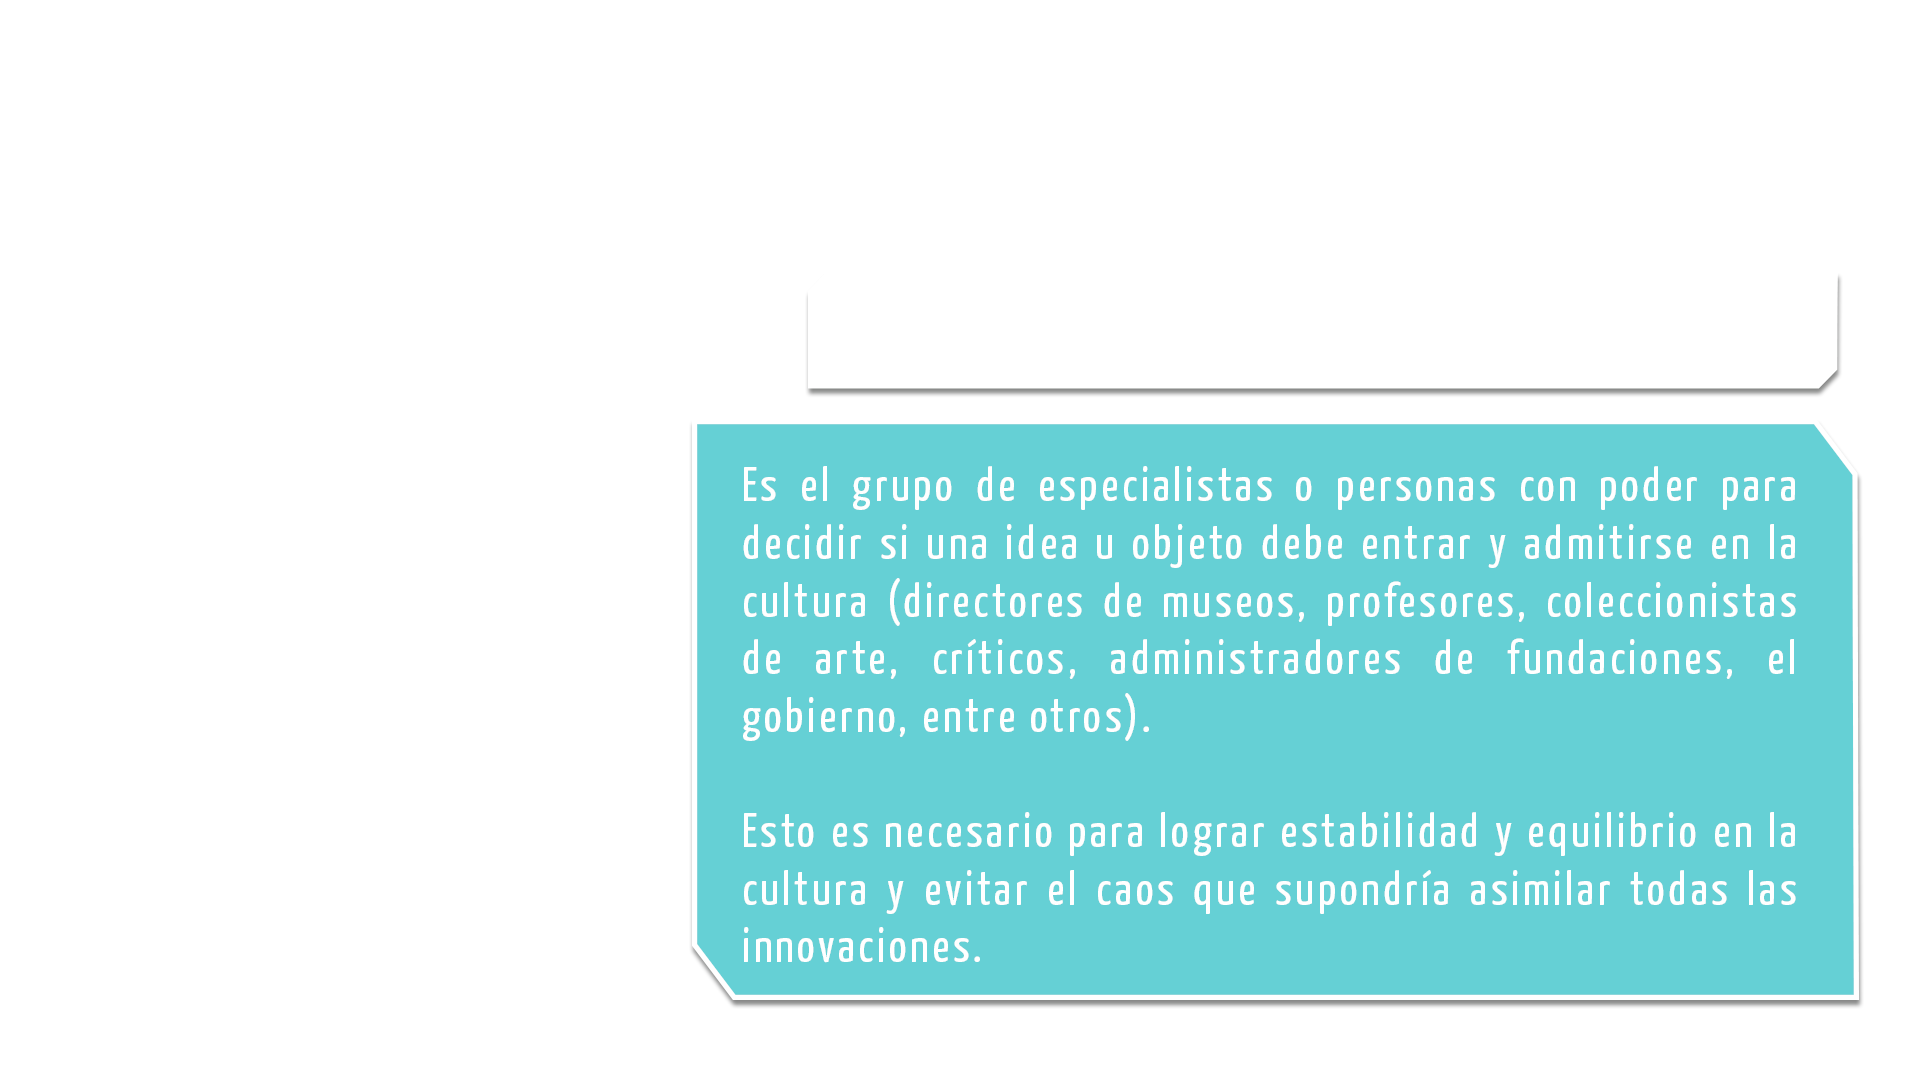 Es el grupo de especialistas o personas con poder para
decidir si una idea u objeto debe entrar y admitirse en la
cultura (directores de museos, profesores, coleccionistas
de arte, críticos, administradores de fundaciones, el
gobierno, entre otros).
Esto es necesario para lograr estabilidad y equilibrio en la
cultura y evitar el caos que supondría asimilar todas las
innovaciones.